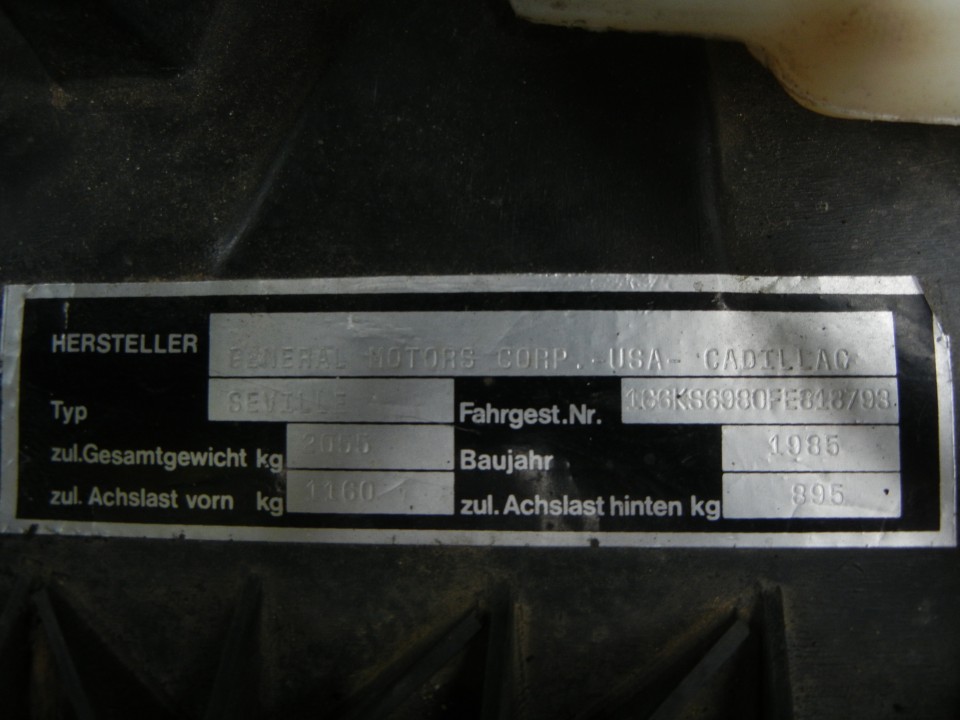 HERSTELLER GENERAL MOTORS CORP.-USA- CADILLAC
Typ SEVILLE Fahrgest.Nr. 1G6KS6980FE818798
zul.Gesamtgewicht kg 2055 Baujahr 1985
zul. Achslast vorn kg 1160 zul. Achslast hinten kg 895